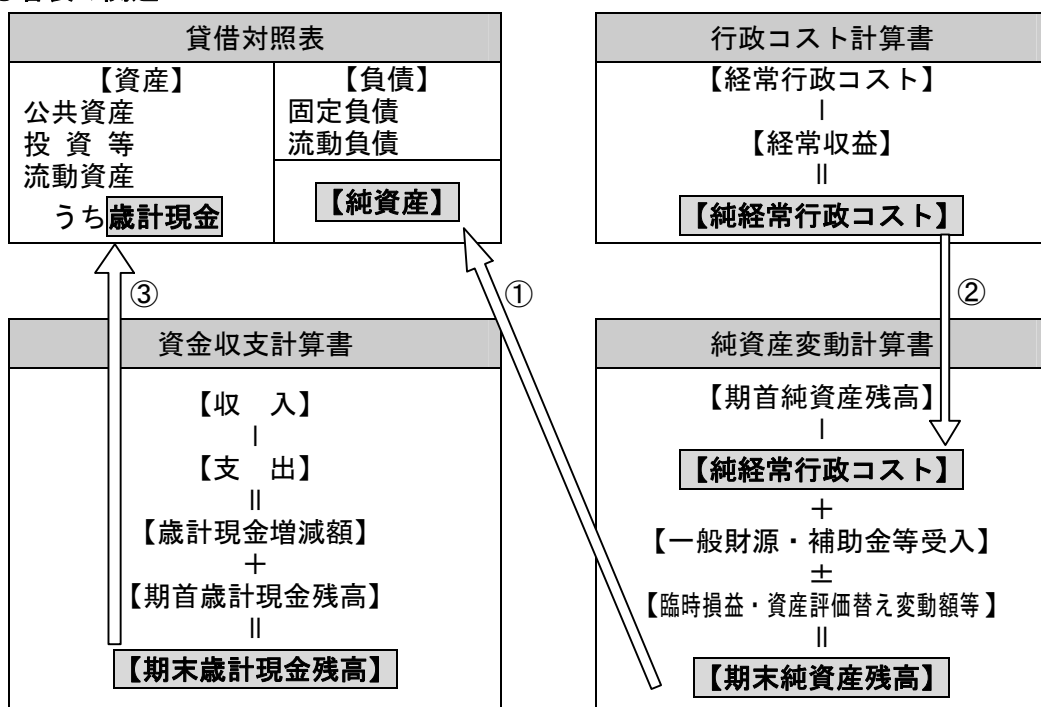 貸借対照表
【資産】
公共資産
投 資 等
流動資産
うち歳計現金
【負債】
固定負債
流動負債
【純資産】
行政コスト計算書
【経常行政コスト】
－
【経常収益】
＝
【純経常行政コスト】
③
①
②
資金収支計算書
【収　入】
－
【支　出】
＝
【歳計現金増減額】
＋
【期首歳計現金残高】
＝
【期末歳計現金残高】
純資産変動計算書
【期首純資産残高】
－
【純経常行政コスト】
＋
【一般財源・補助金等受入】
±
【臨時損益・資産評価替え変動額等】
＝
【期末純資産残高】